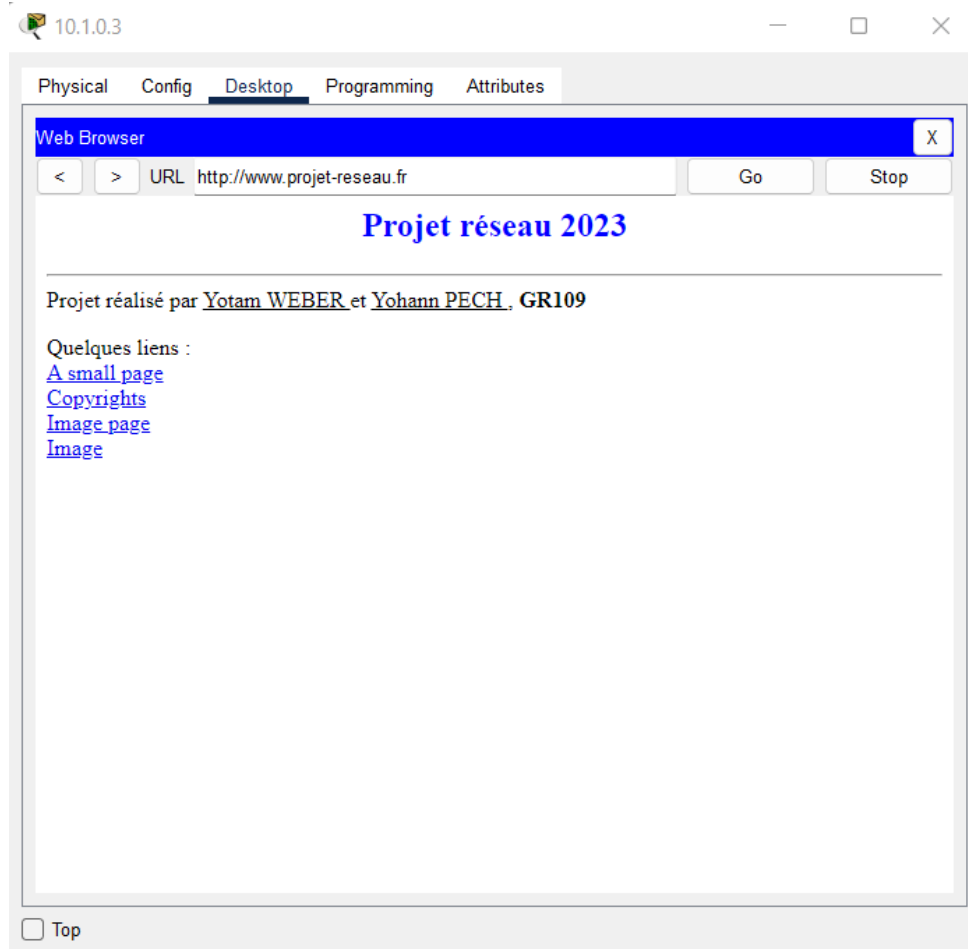 10.1.0.3
Physical Config Desktop Programming Attributes
Web Browser X
< > URL http://www.projet-reseau.fr Go Stop
Projet réseau 2023
Projet réalisé par Yotam WEBER et Yohann PECH , GR109
Quelques liens :
A small page
Copyrights
Image page
Image
Top